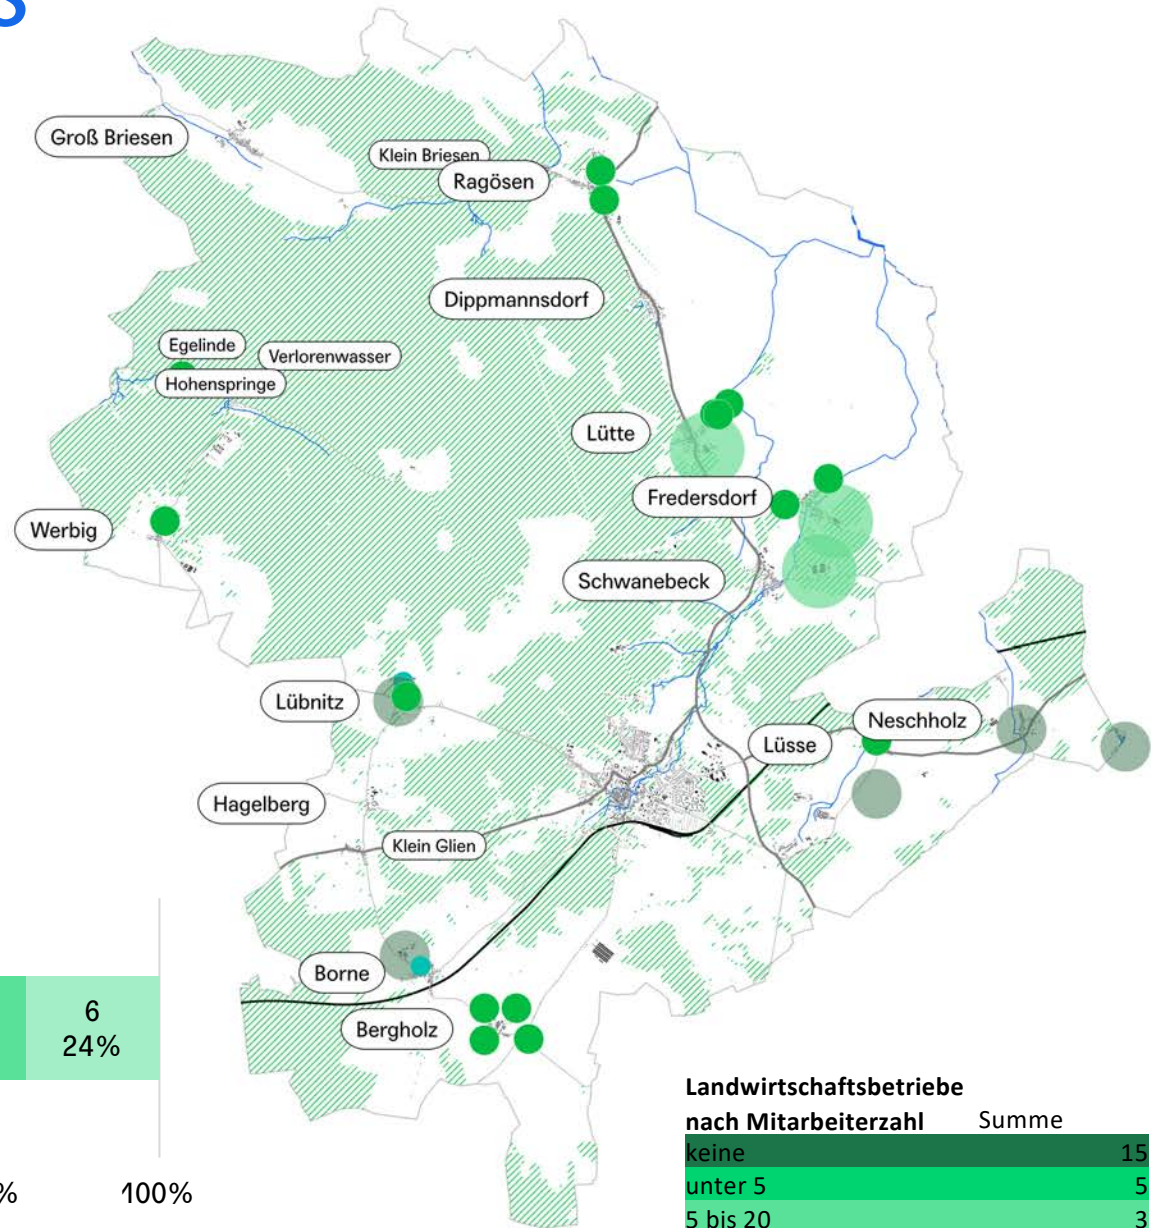 s
Groß Briesen
Klein Briesen
Ragösen
Dippmannsdorf
Egelinde
Verlorenwasser
Hohenspringe
Lütte
Fredersdorf
Werbig
Schwanebeck
Lübnitz
Neschholz
Lüsse
Hagelberg
Klein Glien
Borne
Bergholz
6
24%
%
100%
Landwirtschaftsbetriebe
nach Mitarbeiterzahl Summe
keine 15
unter 5 5
5 bis 20 3